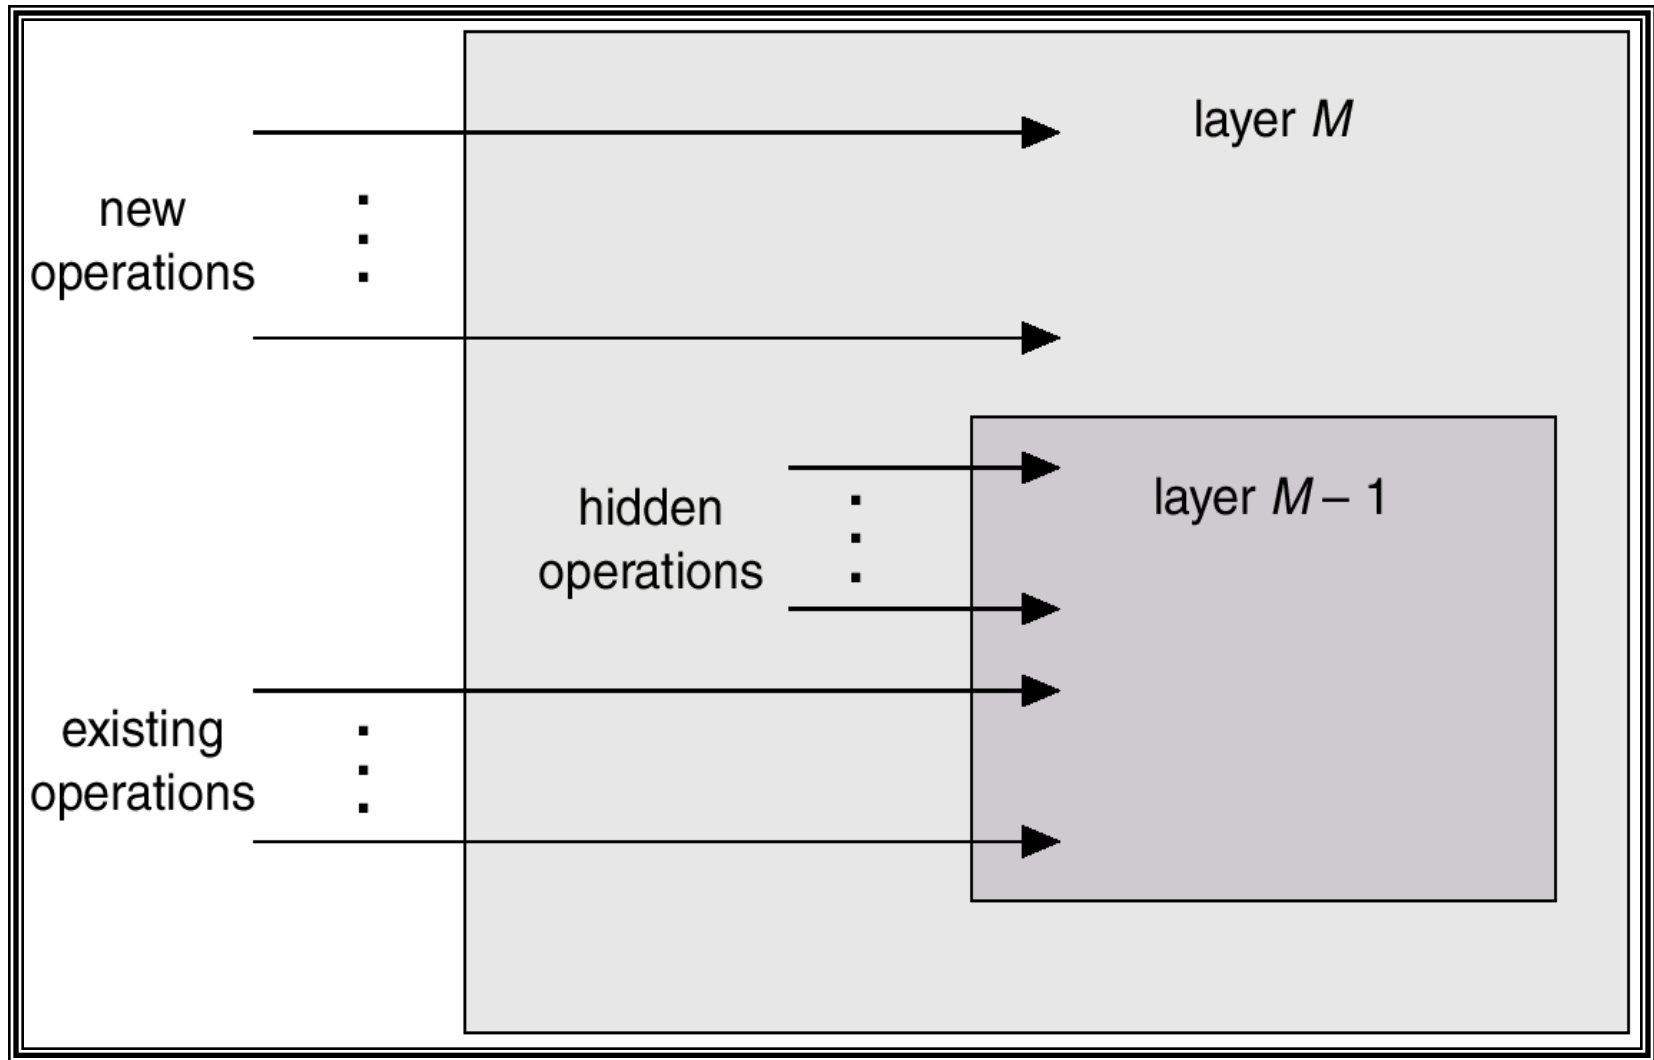 layer M
new
operations
hidden
operations
layer M – 1
existing
operations